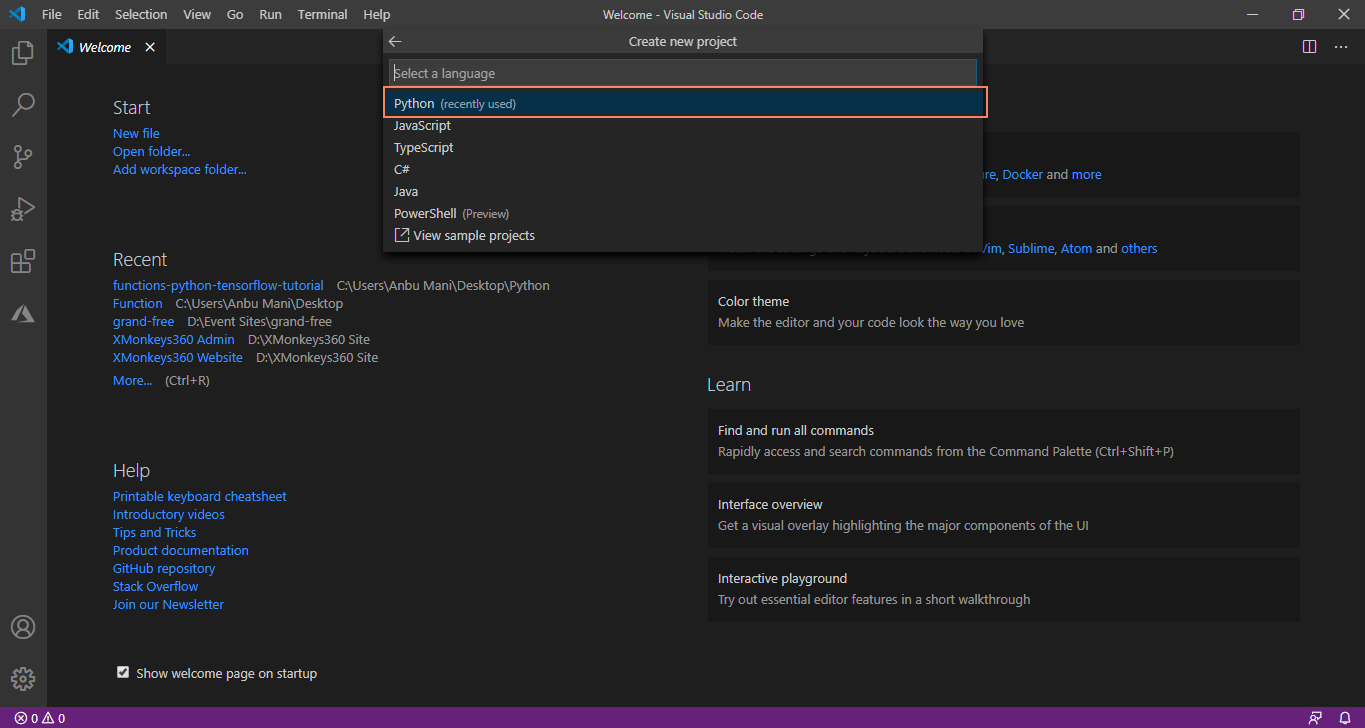 File Edit Selection View Go Run Terminal Help Welcome - Visual Studio Code
Welcome
Create new project
Select a language
Python (recently used)
JavaScript
TypeScript
C#
Java
PowerShell (Preview)
View sample projects
Start
New file
Open folder...
Add workspace folder...
Recent
functions-python-tensorflow-tutorial C:\Users\Anbu Mani\Desktop\Python
Function C:\Users\Anbu Mani\Desktop
grand-free D:\Event Sites\grand-free
XMonkeys360 Admin D:\XMonkeys360 Site
XMonkeys360 Website D:\XMonkeys360 Site
More... (Ctrl+R)
Help
Printable keyboard cheatsheet
Introductory videos
Tips and Tricks
Product documentation
GitHub repository
Stack Overflow
Join our Newsletter
Show welcome page on startup
Docker and more
Vim, Sublime, Atom and others
Color theme
Make the editor and your code look the way you love
Learn
Find and run all commands
Rapidly access and search commands from the Command Palette (Ctrl+Shift+P)
Interface overview
Get a visual overlay highlighting the major components of the UI
Interactive playground
Try out essential editor features in a short walkthrough
0 0